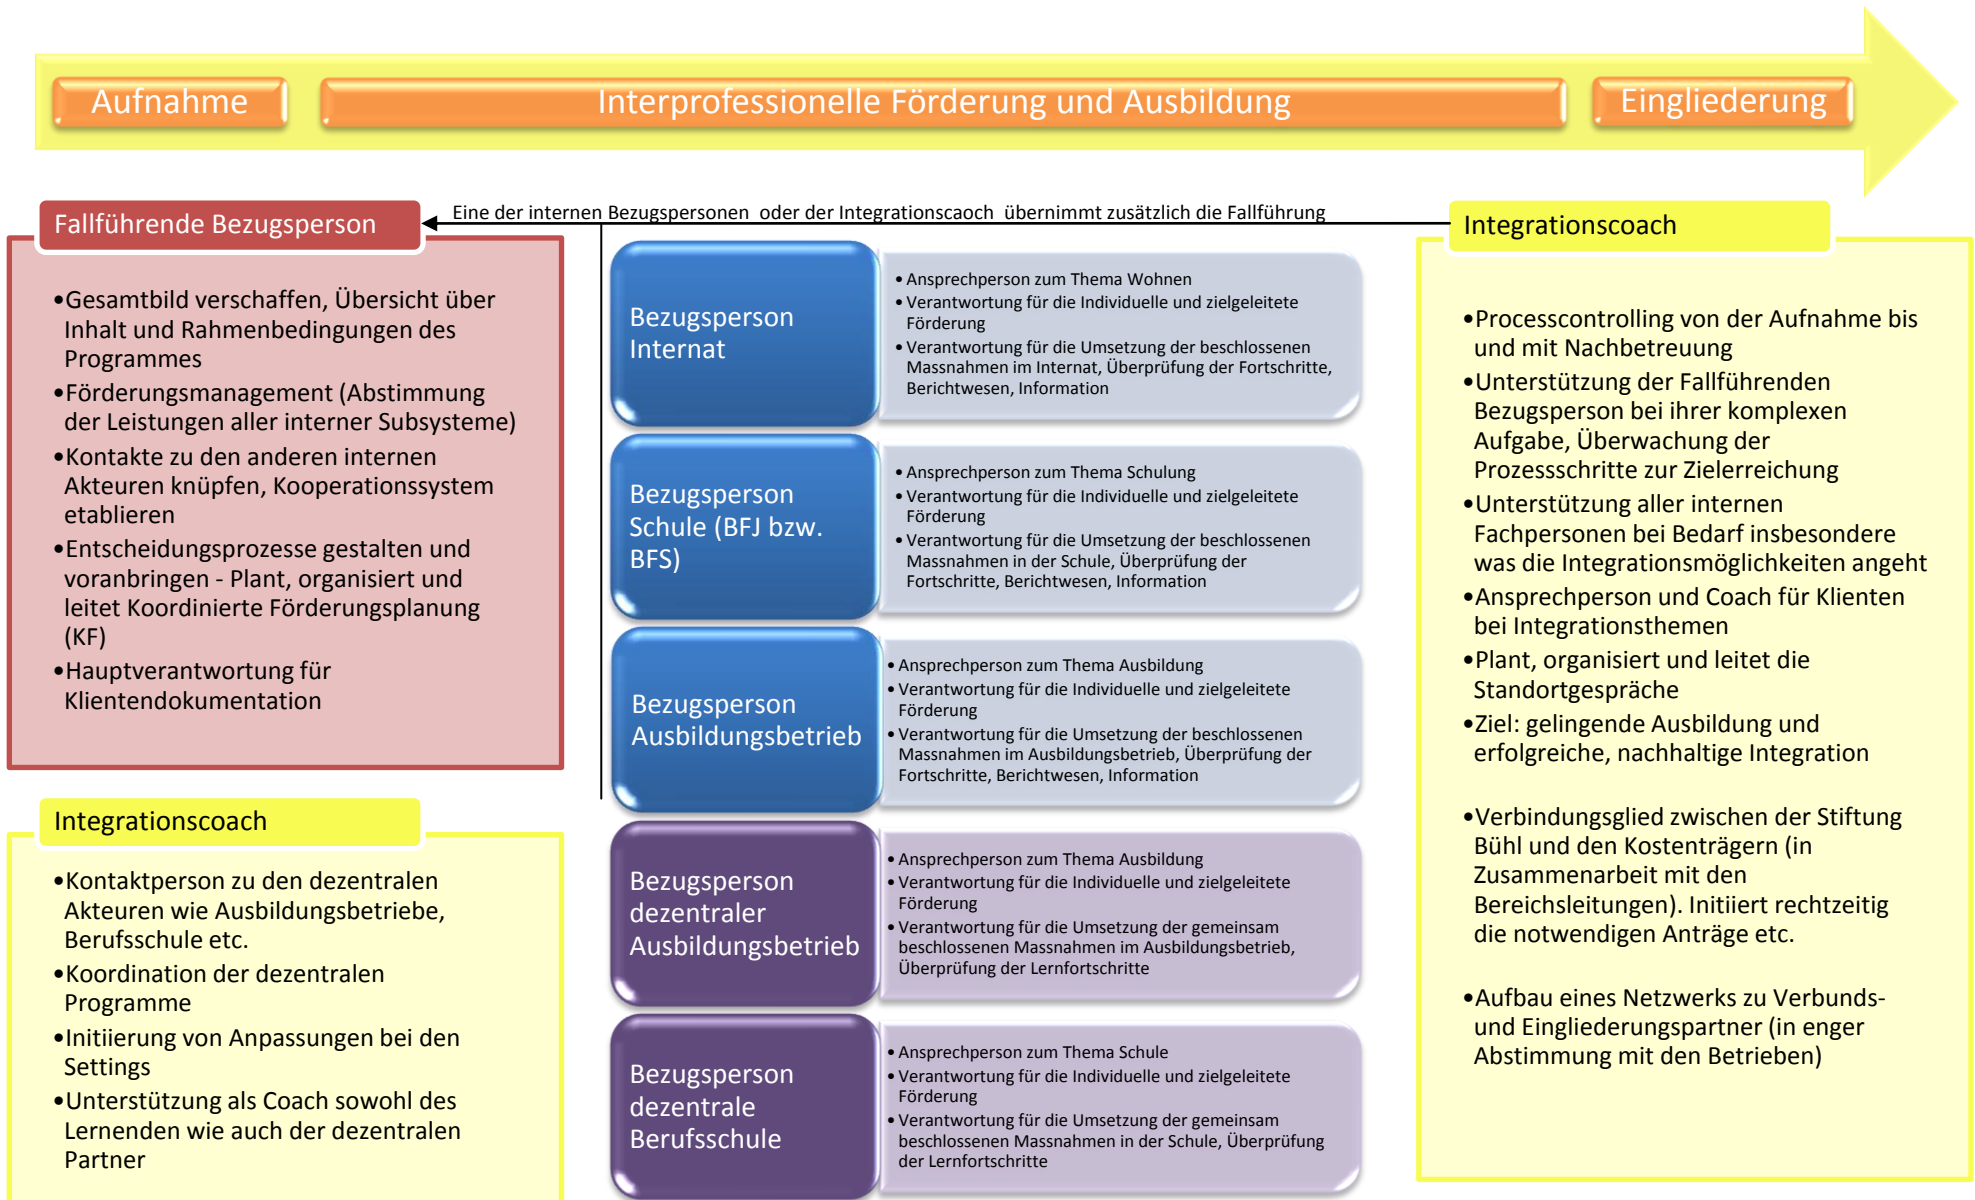 Aufnahme
Interprofessionelle Förderung und Ausbildung
Eingliederung
Fallführende Bezugsperson
•Gesamtbild verschaffen, Übersicht über
Inhalt und Rahmenbedingungen des
Programmes
•Förderungsmanagement (Abstimmung
der Leistungen aller interner Subsysteme)
•Kontakte zu den anderen internen
Akteuren knüpfen, Kooperationssystem
etablieren
•Entscheidungsprozesse gestalten und
voranbringen - Plant, organisiert und
leitet Koordinierte Förderungsplanung
(KF)
•Hauptverantwortung für
Klientendokumentation
Integrationscoach
•Kontaktperson zu den dezentralen
Akteuren wie Ausbildungsbetriebe,
Berufsschule etc.
•Koordination der dezentralen
Programme
•Initiierung von Anpassungen bei den
Settings
•Unterstützung als Coach sowohl des
Lernenden wie auch der dezentralen
Partner
Eine der internen Bezugspersonen oder der Integrationscaoch übernimmt zusätzlich die Fallführung
Bezugsperson
Internat
•Ansprechperson zum Thema Wohnen
•Verantwortung für die Individuelle und zielgeleitete
Förderung
•Verantwortung für die Umsetzung der beschlossenen
Massnahmen im Internat, Überprüfung der Fortschritte,
Berichtwesen, Information
Bezugsperson
Schule (BFJ bzw.
BFS)
•Ansprechperson zum Thema Schulung
•Verantwortung für die Individuelle und zielgeleitete
Förderung
•Verantwortung für die Umsetzung der beschlossenen
Massnahmen in der Schule, Überprüfung der
Fortschritte, Berichtwesen, Information
Bezugsperson
Ausbildungsbetrieb
•Ansprechperson zum Thema Ausbildung
•Verantwortung für die Individuelle und zielgeleitete
Förderung
•Verantwortung für die Umsetzung der beschlossenen
Massnahmen im Ausbildungsbetrieb, Überprüfung der
Fortschritte, Berichtwesen, Information
Bezugsperson
dezentraler
Ausbildungsbetrieb
•Ansprechperson zum Thema Ausbildung
•Verantwortung für die Individuelle und zielgeleitete
Förderung
•Verantwortung für die Umsetzung der gemeinsam
beschlossenen Massnahmen im Ausbildungsbetrieb,
Überprüfung der Lernfortschritte
Bezugsperson
dezentrale
Berufsschule
•Ansprechperson zum Thema Schule
•Verantwortung für die Individuelle und zielgeleitete
Förderung
•Verantwortung für die Umsetzung der gemeinsam
beschlossenen Massnahmen in der Schule, Überprüfung
der Lernfortschritte
Integrationscoach
•Processcontrolling von der Aufnahme bis
und mit Nachbetreuung
•Unterstützung der Fallführenden
Bezugsperson bei ihrer komplexen
Aufgabe, Überwachung der
Prozessschritte zur Zielerreichung
•Unterstützung aller internen
Fachpersonen bei Bedarf insbesondere
was die Integrationsmöglichkeiten angeht
•Ansprechperson und Coach für Klienten
bei Integrationsthemen
•Plant, organisiert und leitet die
Standortgespräche
•Ziel: gelingende Ausbildung und
erfolgreiche, nachhaltige Integration
•Verbindungsglied zwischen der Stiftung
Bühl und den Kostenträgern (in
Zusammenarbeit mit den
Bereichsleitungen). Initiiert rechtzeitig
die notwendigen Anträge etc.
•Aufbau eines Netzwerks zu Verbunds-
und Eingliederungspartner (in enger
Abstimmung mit den Betrieben)